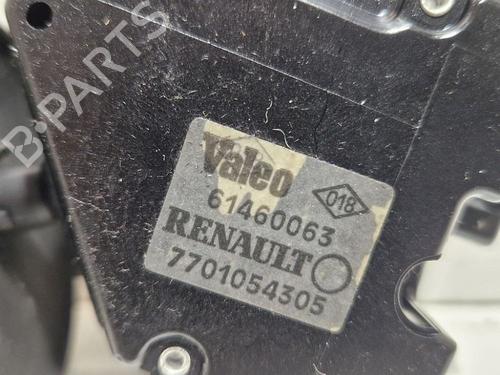 B-PARTS
Valeo
61460063
018
RENAULT
7701054305